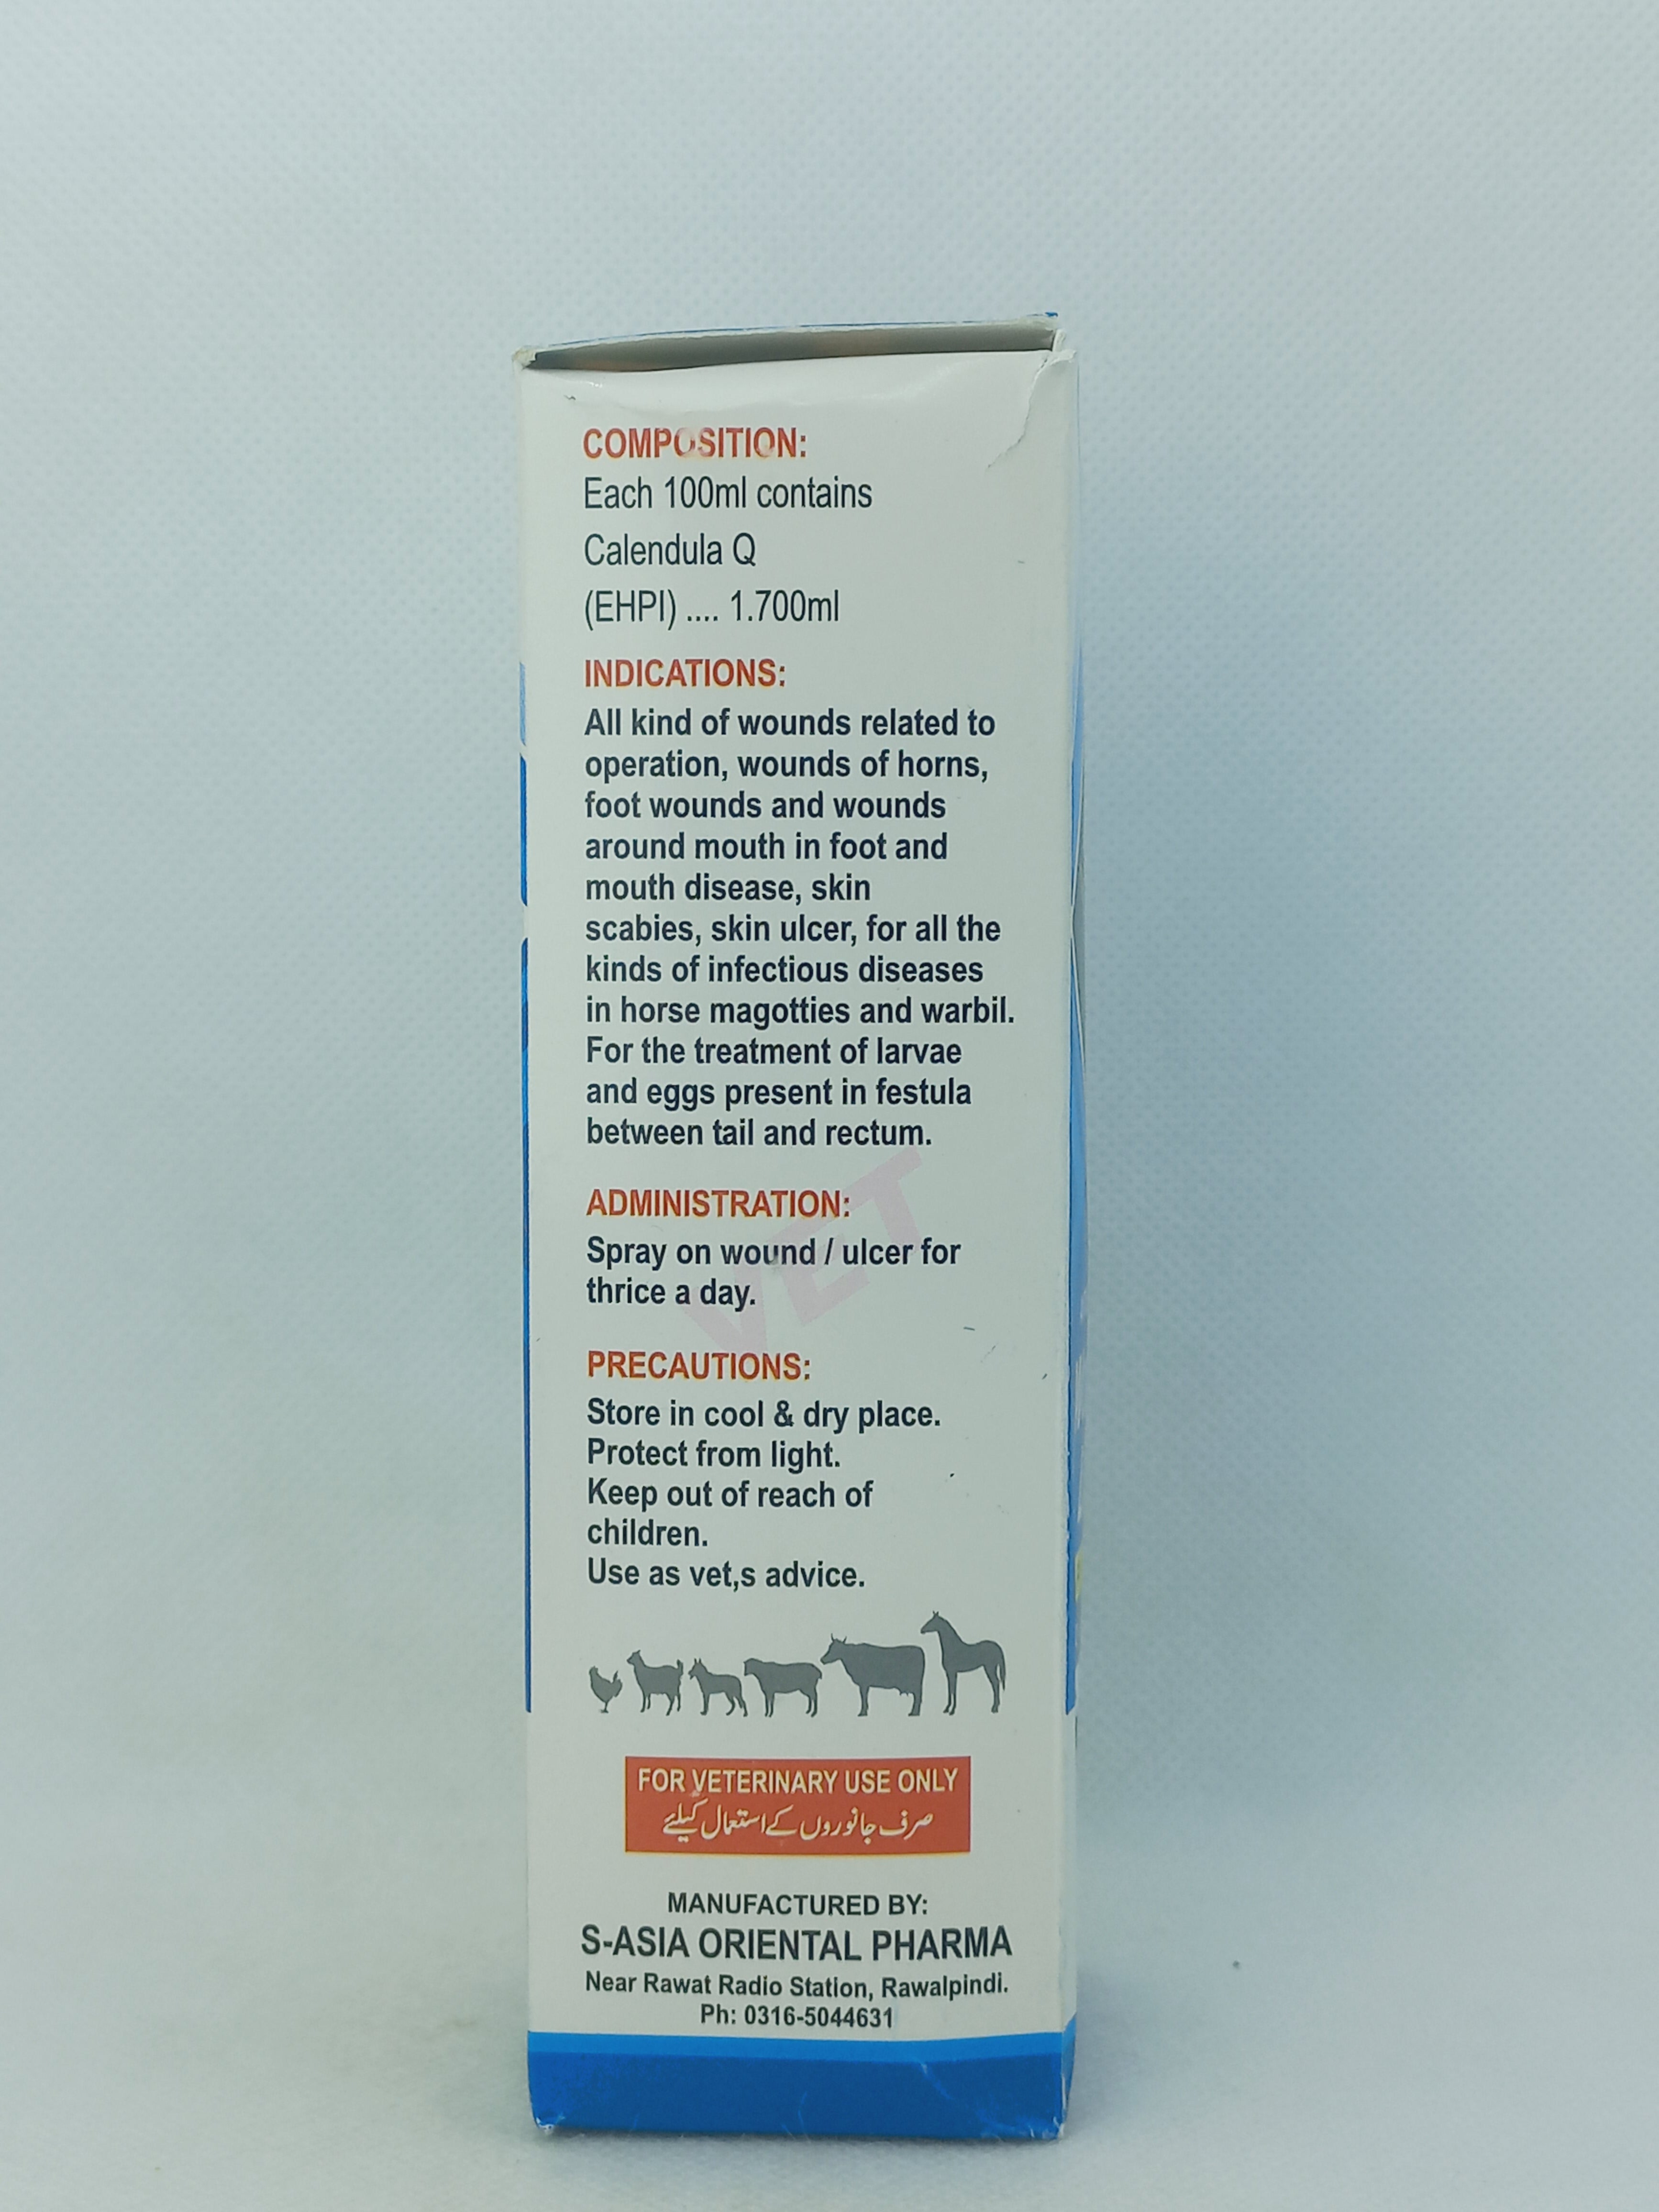 COMPOSITION:
Each 100ml contains
Calendula Q
(EHPI) .... 1.700ml
INDICATIONS:
All kind of wounds related to
operation, wounds of horns,
foot wounds and wounds
around mouth in foot and
mouth disease, skin
scabies, skin ulcer, for all the
kinds of infectious diseases
in horse magotties and warbil.
For the treatment of larvae
and eggs present in festula
between tail and rectum.
VET
ADMINISTRATION:
Spray on wound / ulcer for
thrice a day.
PRECAUTIONS:
Store in cool & dry place.
Protect from light.
Keep out of reach of
children.
Use as vet,s advice.
FOR VETERINARY USE ONLY
صرف جانوروں کے استعمال کیلئے
MANUFACTURED BY:
S-ASIA ORIENTAL PHARMA
Near Rawat Radio Station, Rawalpindi.
Ph: 0316-5044631